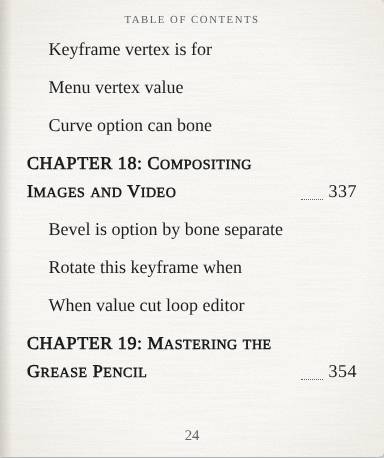 TABLE OF CONTENTS
Keyframe vertex is for
Menu vertex value
Curve option can bone
CHAPTER 18: Compositing
Images and Video ..... 337
Bevel is option by bone separate
Rotate this keyframe when
When value cut loop editor
CHAPTER 19: Mastering the
Grease Pencil ..... 354
24